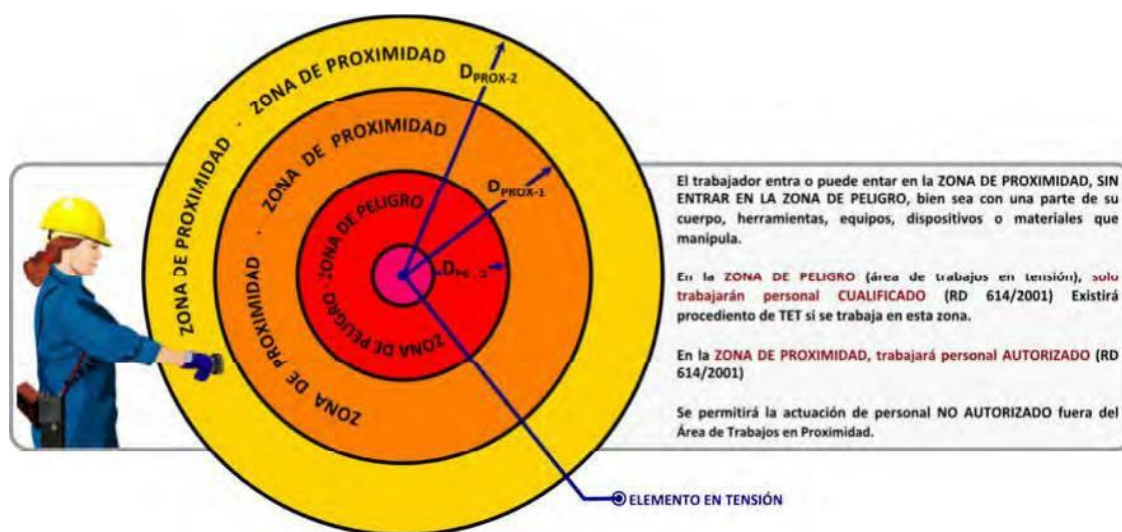 ZONA DE PROXIMIDAD · ZONA DE PROXIMIDAD
DPROX-2
ZONA DE PROXIMIDAD · ZONA DE PROXIMIDAD
DPROX-1
ZONA DE PELIGRO · ZONA DE PELIGRO
El trabajador entra o puede entar en la ZONA DE PROXIMIDAD, SIN
ENTRAR EN LA ZONA DE PELIGRO, bien sea con una parte de su
cuerpo, herramientas, equipos, dispositivos o materiales que
manipula.
En la ZONA DE PELIGRO (área de trabajos en tensión), solo
trabajarán personal CUALIFICADO (RD 614/2001) Existirá
procediento de TET si se trabaja en esta zona.
En la ZONA DE PROXIMIDAD, trabajará personal AUTORIZADO (RD
614/2001)
Se permitirá la actuación de personal NO AUTORIZADO fuera del
Área de Trabajos en Proximidad.
ELEMENTO EN TENSIÓN